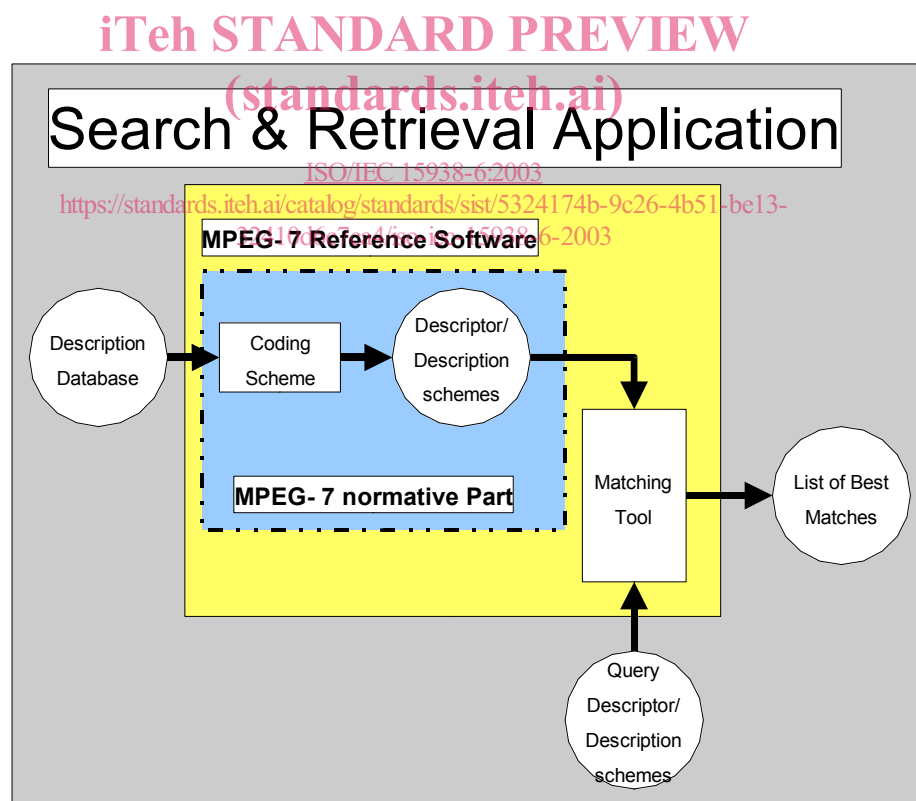 iTeh STANDARD PREVIEW
(standards.iteh.ai)
Search & Retrieval Application
ISO/IEC 15938-6:2003
https://standards.iteh.ai/catalog/standards/sist/5324174b-9c26-4b51-be13-
MPEG- 7 Reference Software
6-2003
Description
Database
Coding
Scheme
Descriptor/
Description
schemes
MPEG- 7 normative Part
Matching
Tool
List of Best
Matches
Query
Descriptor/
Description
schemes